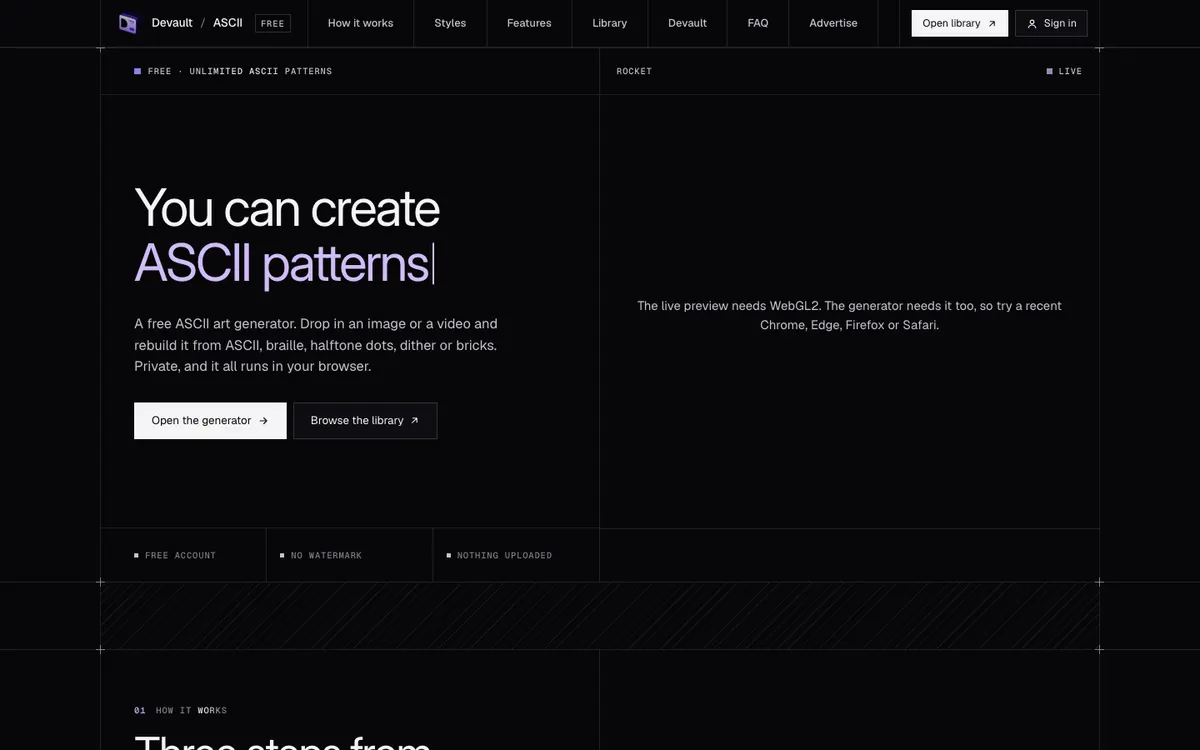 Devault / ASCII FREE How it works Styles Features Library Devault FAQ Advertise Open library ↗ Sign in
FREE · UNLIMITED ASCII PATTERNS
ROCKET
LIVE
You can create
ASCII patterns
A free ASCII art generator. Drop in an image or a video and
rebuild it from ASCII, braille, halftone dots, dither or bricks.
Private, and it all runs in your browser.
Open the generator →
Browse the library ↗
The live preview needs WebGL2. The generator needs it too, so try a recent
Chrome, Edge, Firefox or Safari.
FREE ACCOUNT
NO WATERMARK
NOTHING UPLOADED
01 HOW IT WORKS
Three steps from